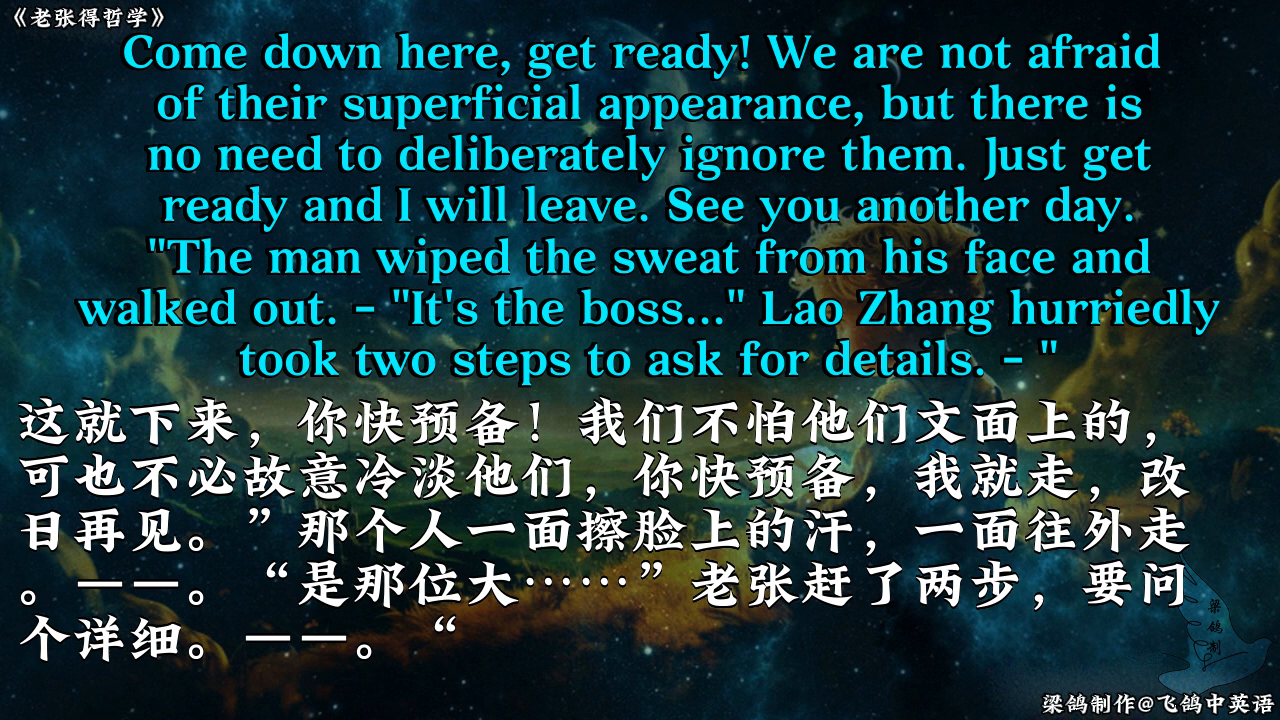 《老张得哲学》
Come down here, get ready! We are not afraid
of their superficial appearance, but there is
no need to deliberately ignore them. Just get
ready and I will leave. See you another day.
"The man wiped the sweat from his face and
walked out. - "It's the boss..." Lao Zhang hurriedly
took two steps to ask for details. - "
这就下来，你快预备！我们不怕他们文面上的，
可也不必故意冷淡他们，你快预备，我就走，改
日再见。”那个人一面擦脸上的汗，一面往外走
。——。“是那位大……”老张赶了两步，要问
个详细。——。“
梁鸽制
梁鸽制作@飞鸽中英语